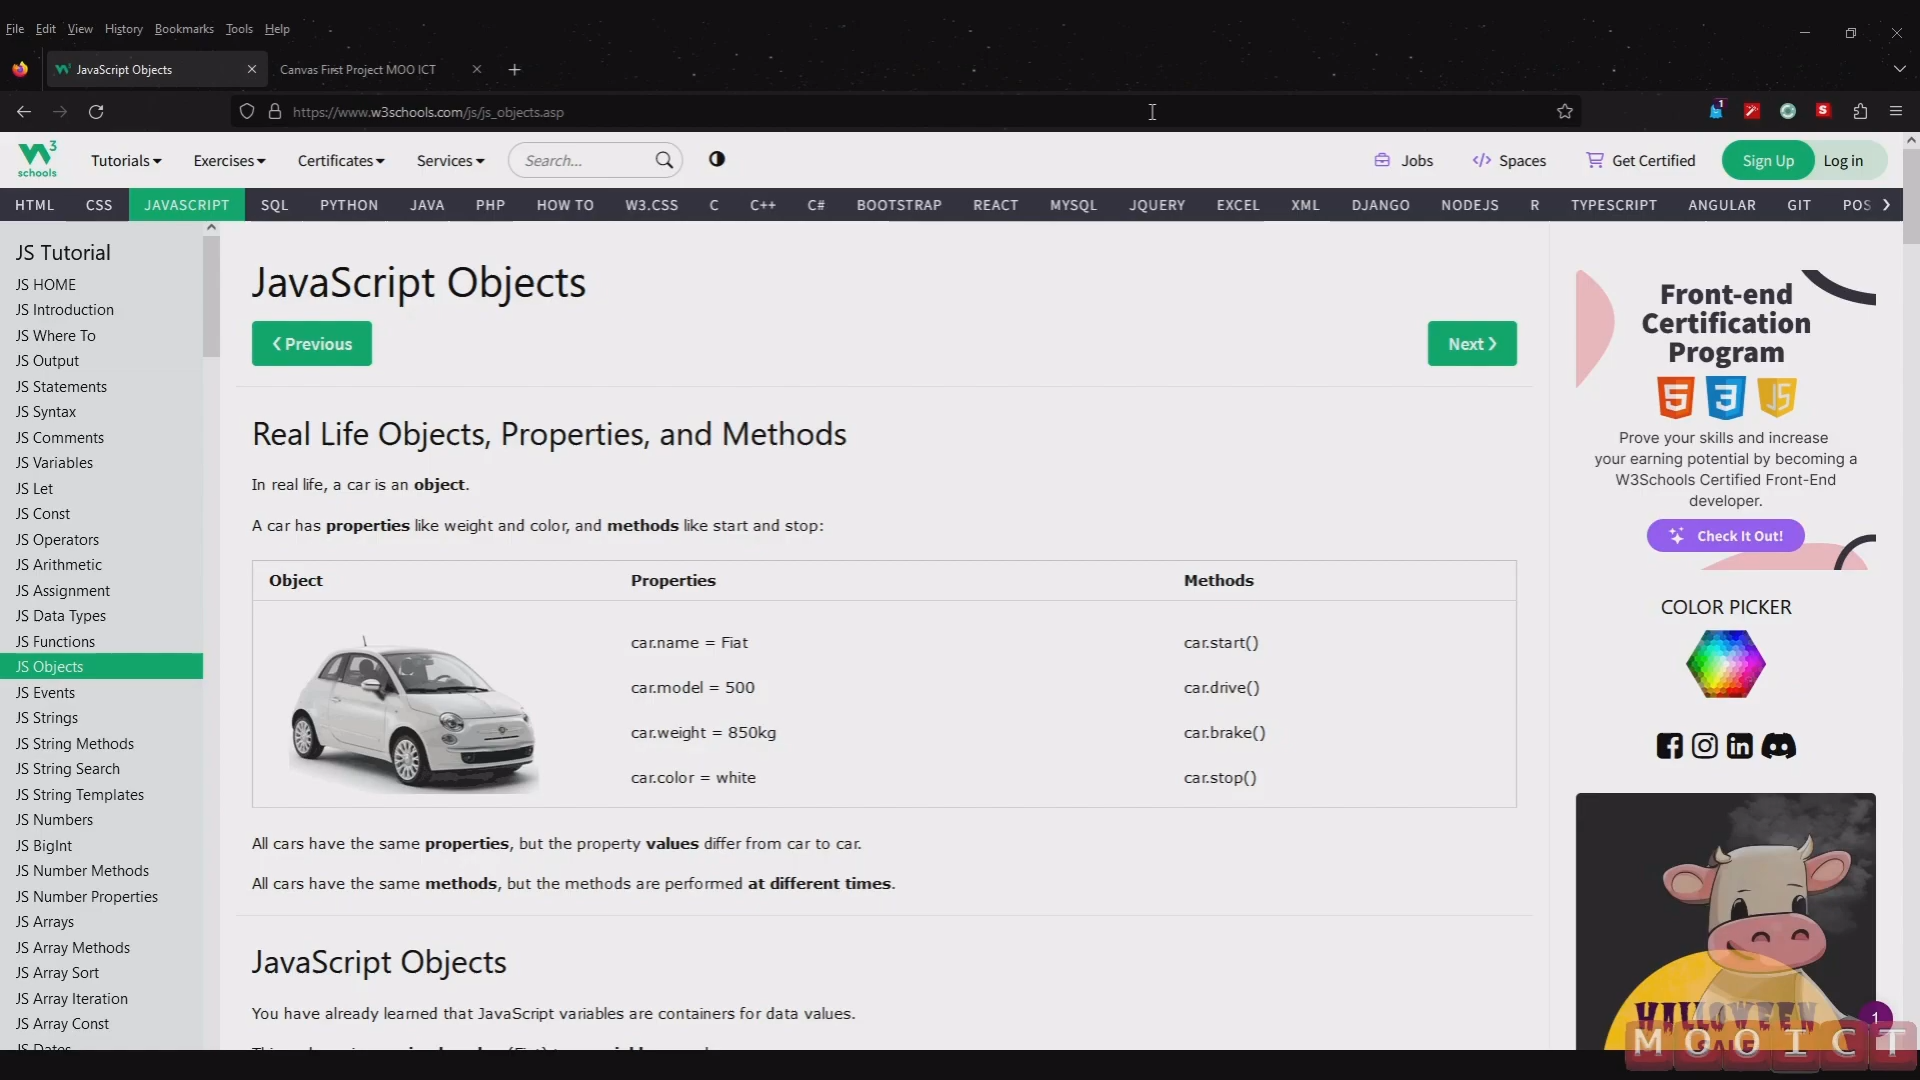 File Edit View History Bookmarks Tools Help
JavaScript Objects
Canvas First Project MOO ICT
https://www.w3schools.com/js/js_objects.asp
1
S
3
schools
Tutorials
Exercises
Certificates
Services
Search...
Jobs
Spaces
Get Certified
Sign Up
Log in
HTML CSS JAVASCRIPT SQL PYTHON JAVA PHP HOW TO W3.CSS C C++ C# BOOTSTRAP REACT MYSQL JQUERY EXCEL XML DJANGO NODEJS R TYPESCRIPT ANGULAR GIT POS
JS Tutorial
JS HOME
JS Introduction
JS Where To
JS Output
JS Statements
JS Syntax
JS Comments
JS Variables
JS Let
JS Const
JS Operators
JS Arithmetic
JS Assignment
JS Data Types
JS Functions
JS Objects
JS Events
JS Strings
JS String Methods
JS String Search
JS String Templates
JS Numbers
JS BigInt
JS Number Methods
JS Number Properties
JS Arrays
JS Array Methods
JS Array Sort
JS Array Iteration
JS Array Const
JS Dates
JavaScript Objects
❮ Previous
Next ❯
Real Life Objects, Properties, and Methods
In real life, a car is an object.
A car has properties like weight and color, and methods like start and stop:
Object Properties Methods
car.name = Fiat car.start()
car.model = 500 car.drive()
car.weight = 850kg car.brake()
car.color = white car.stop()
All cars have the same properties, but the property values differ from car to car.
All cars have the same methods, but the methods are performed at different times.
JavaScript Objects
You have already learned that JavaScript variables are containers for data values.
Front-end
Certification
Program
5 3 JS
Prove your skills and increase
your earning potential by becoming a
W3Schools Certified Front-End
developer.
Check It Out!
COLOR PICKER
HALLOWEEN
SALE
1
MOOICT